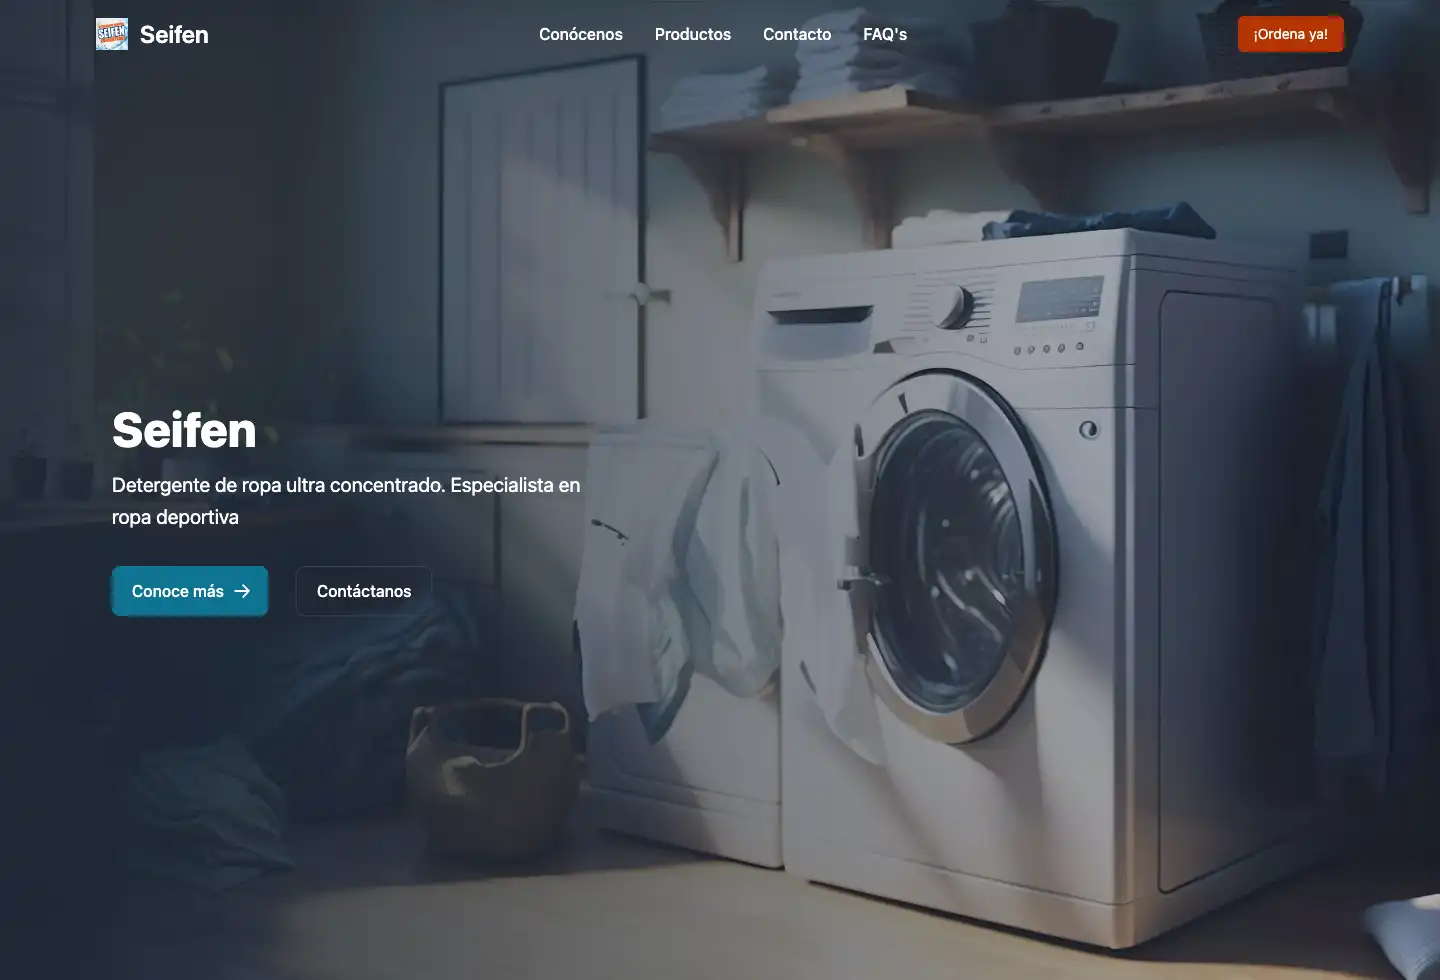 SEIFEN
Seifen
Conócenos
Productos
Contacto
FAQ's
¡Ordena ya!
Seifen
Detergente de ropa ultra concentrado. Especialista en
ropa deportiva
Conoce más
Contáctanos